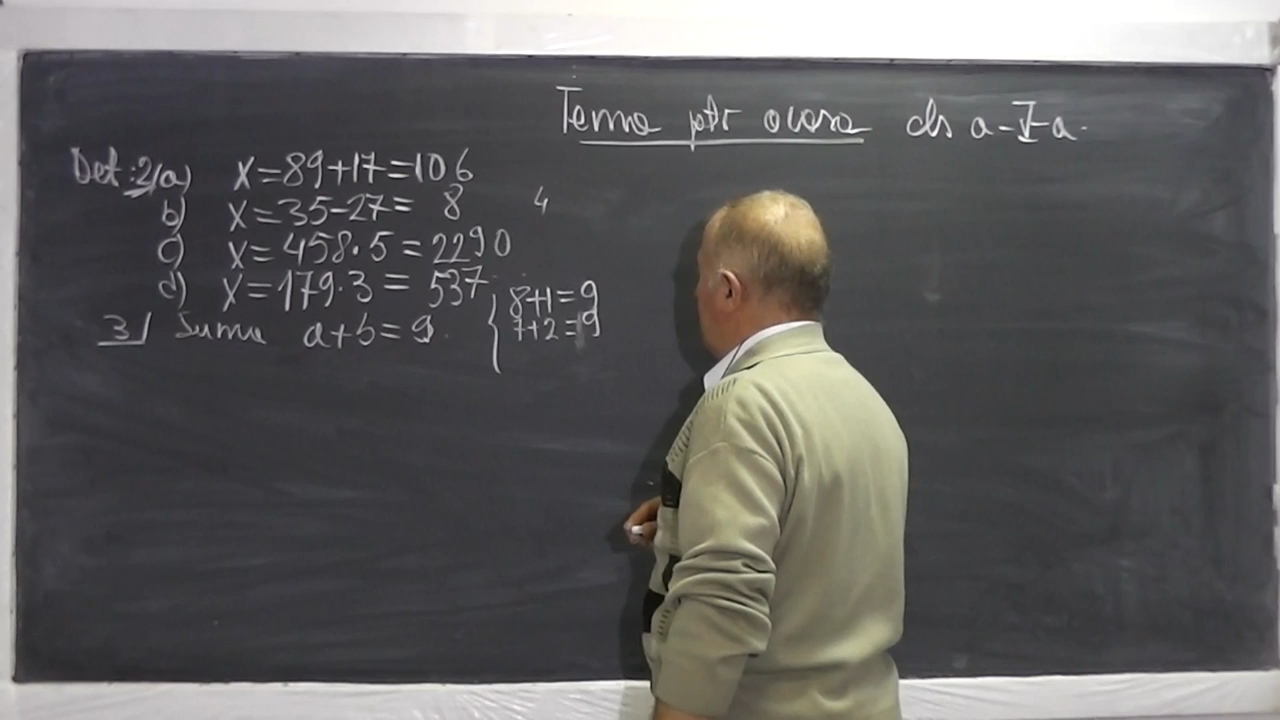 Tema ptr acasa cls a-V-a.
Det: 2/ a) x=89+17=106
b) x=35-27= 8
4
c) x=458·5=2290
d) x=179·3=537
3/ Suma a+b=9.
8+1=9
7+2=9